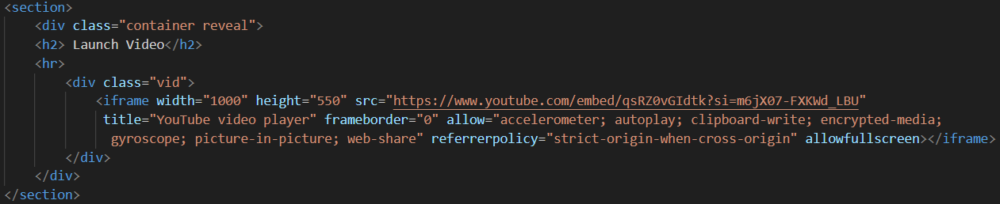 <section>
<div class="container reveal">
<h2> Launch Video</h2>
<hr>
<div class="vid">
<iframe width="1000" height="550" src="https://www.youtube.com/embed/qsRZ0vGIdtk?si=m6jX07-FXKWd_LBU"
title="YouTube video player" frameborder="0" allow="accelerometer; autoplay; clipboard-write; encrypted-media;
gyroscope; picture-in-picture; web-share" referrerpolicy="strict-origin-when-cross-origin" allowfullscreen></iframe>
</div>
</div>
</section>